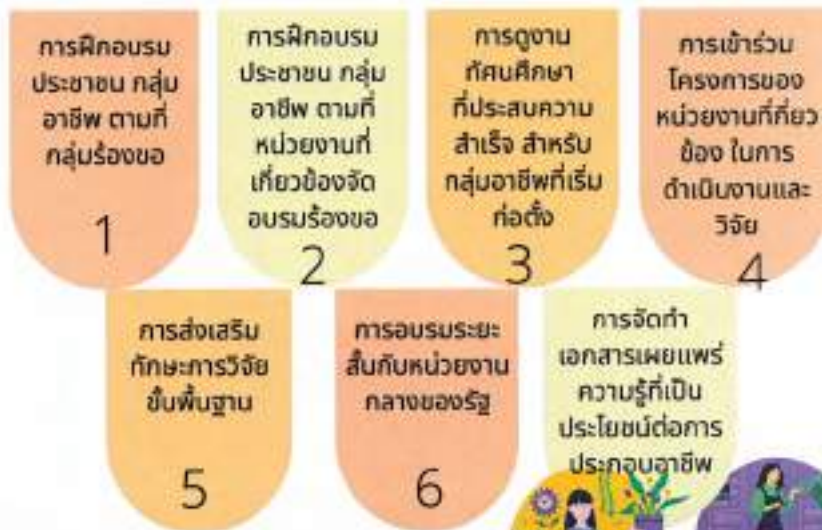 การฝึกอบรม
ประชาชน กลุ่ม
อาชีพ ตามที่
กลุ่มร้องขอ
1
การฝึกอบรม
ประชาชน กลุ่ม
อาชีพ ตามที่
หน่วยงานที่
เกี่ยวข้องจัด
อบรมร้องขอ
2
การดูงาน
ทัศนศึกษา
ที่ประสบความ
สำเร็จ สำหรับ
กลุ่มอาชีพที่เริ่ม
ก่อตั้ง
3
การเข้าร่วม
โครงการของ
หน่วยงานที่กี่ยว
ข้อง ในการ
ดำเนินงานและ
วิจัย
4
การส่งเสริม
ทักษะการวิจัย
ขั้นพื้นฐาน
5
การอบรมระยะ
สั้นกับหน่วยงาน
กลางของรัฐ
6
การจัดทำ
เอกสารเผยแพร่
ความรู้ที่เป็น
ประโยชน์ต่อการ
ประกอบอาชีพ